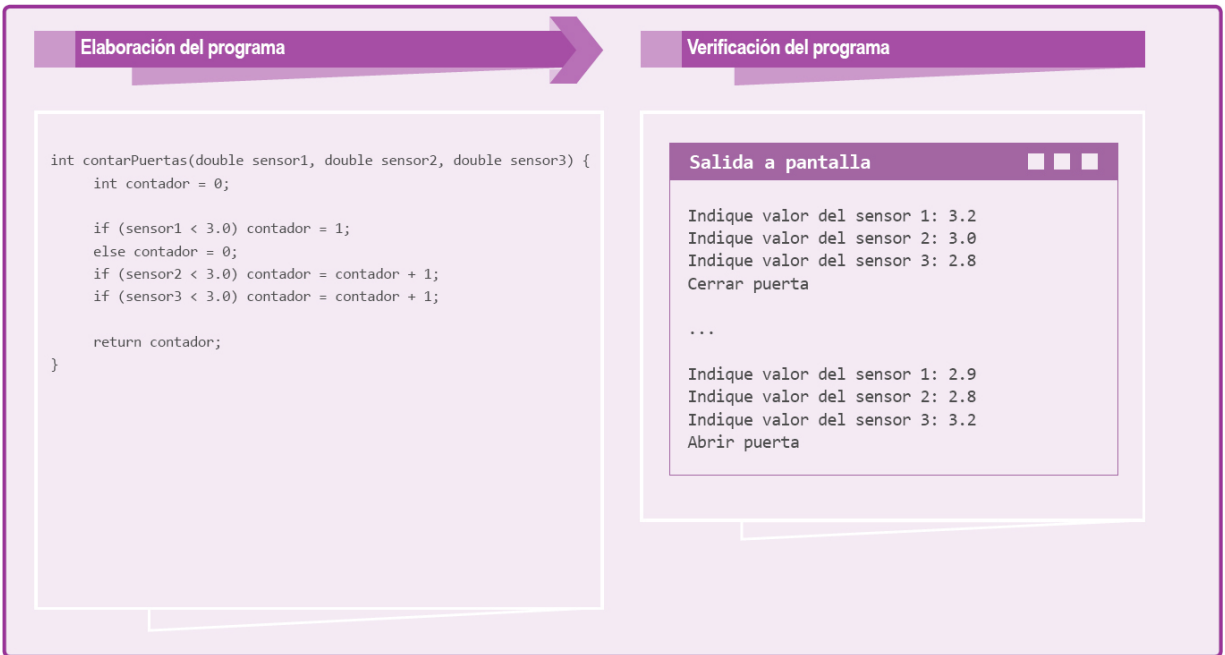 Elaboración del programa
int contarPuertas(double sensor1, double sensor2, double sensor3) {
int contador = 0;
if (sensor1 < 3.0) contador = 1;
else contador = 0;
if (sensor2 < 3.0) contador = contador + 1;
if (sensor3 < 3.0) contador = contador + 1;
return contador;
}
Verificación del programa
Salida a pantalla
Indique valor del sensor 1: 3.2
Indique valor del sensor 2: 3.0
Indique valor del sensor 3: 2.8
Cerrar puerta
...
Indique valor del sensor 1: 2.9
Indique valor del sensor 2: 2.8
Indique valor del sensor 3: 3.2
Abrir puerta